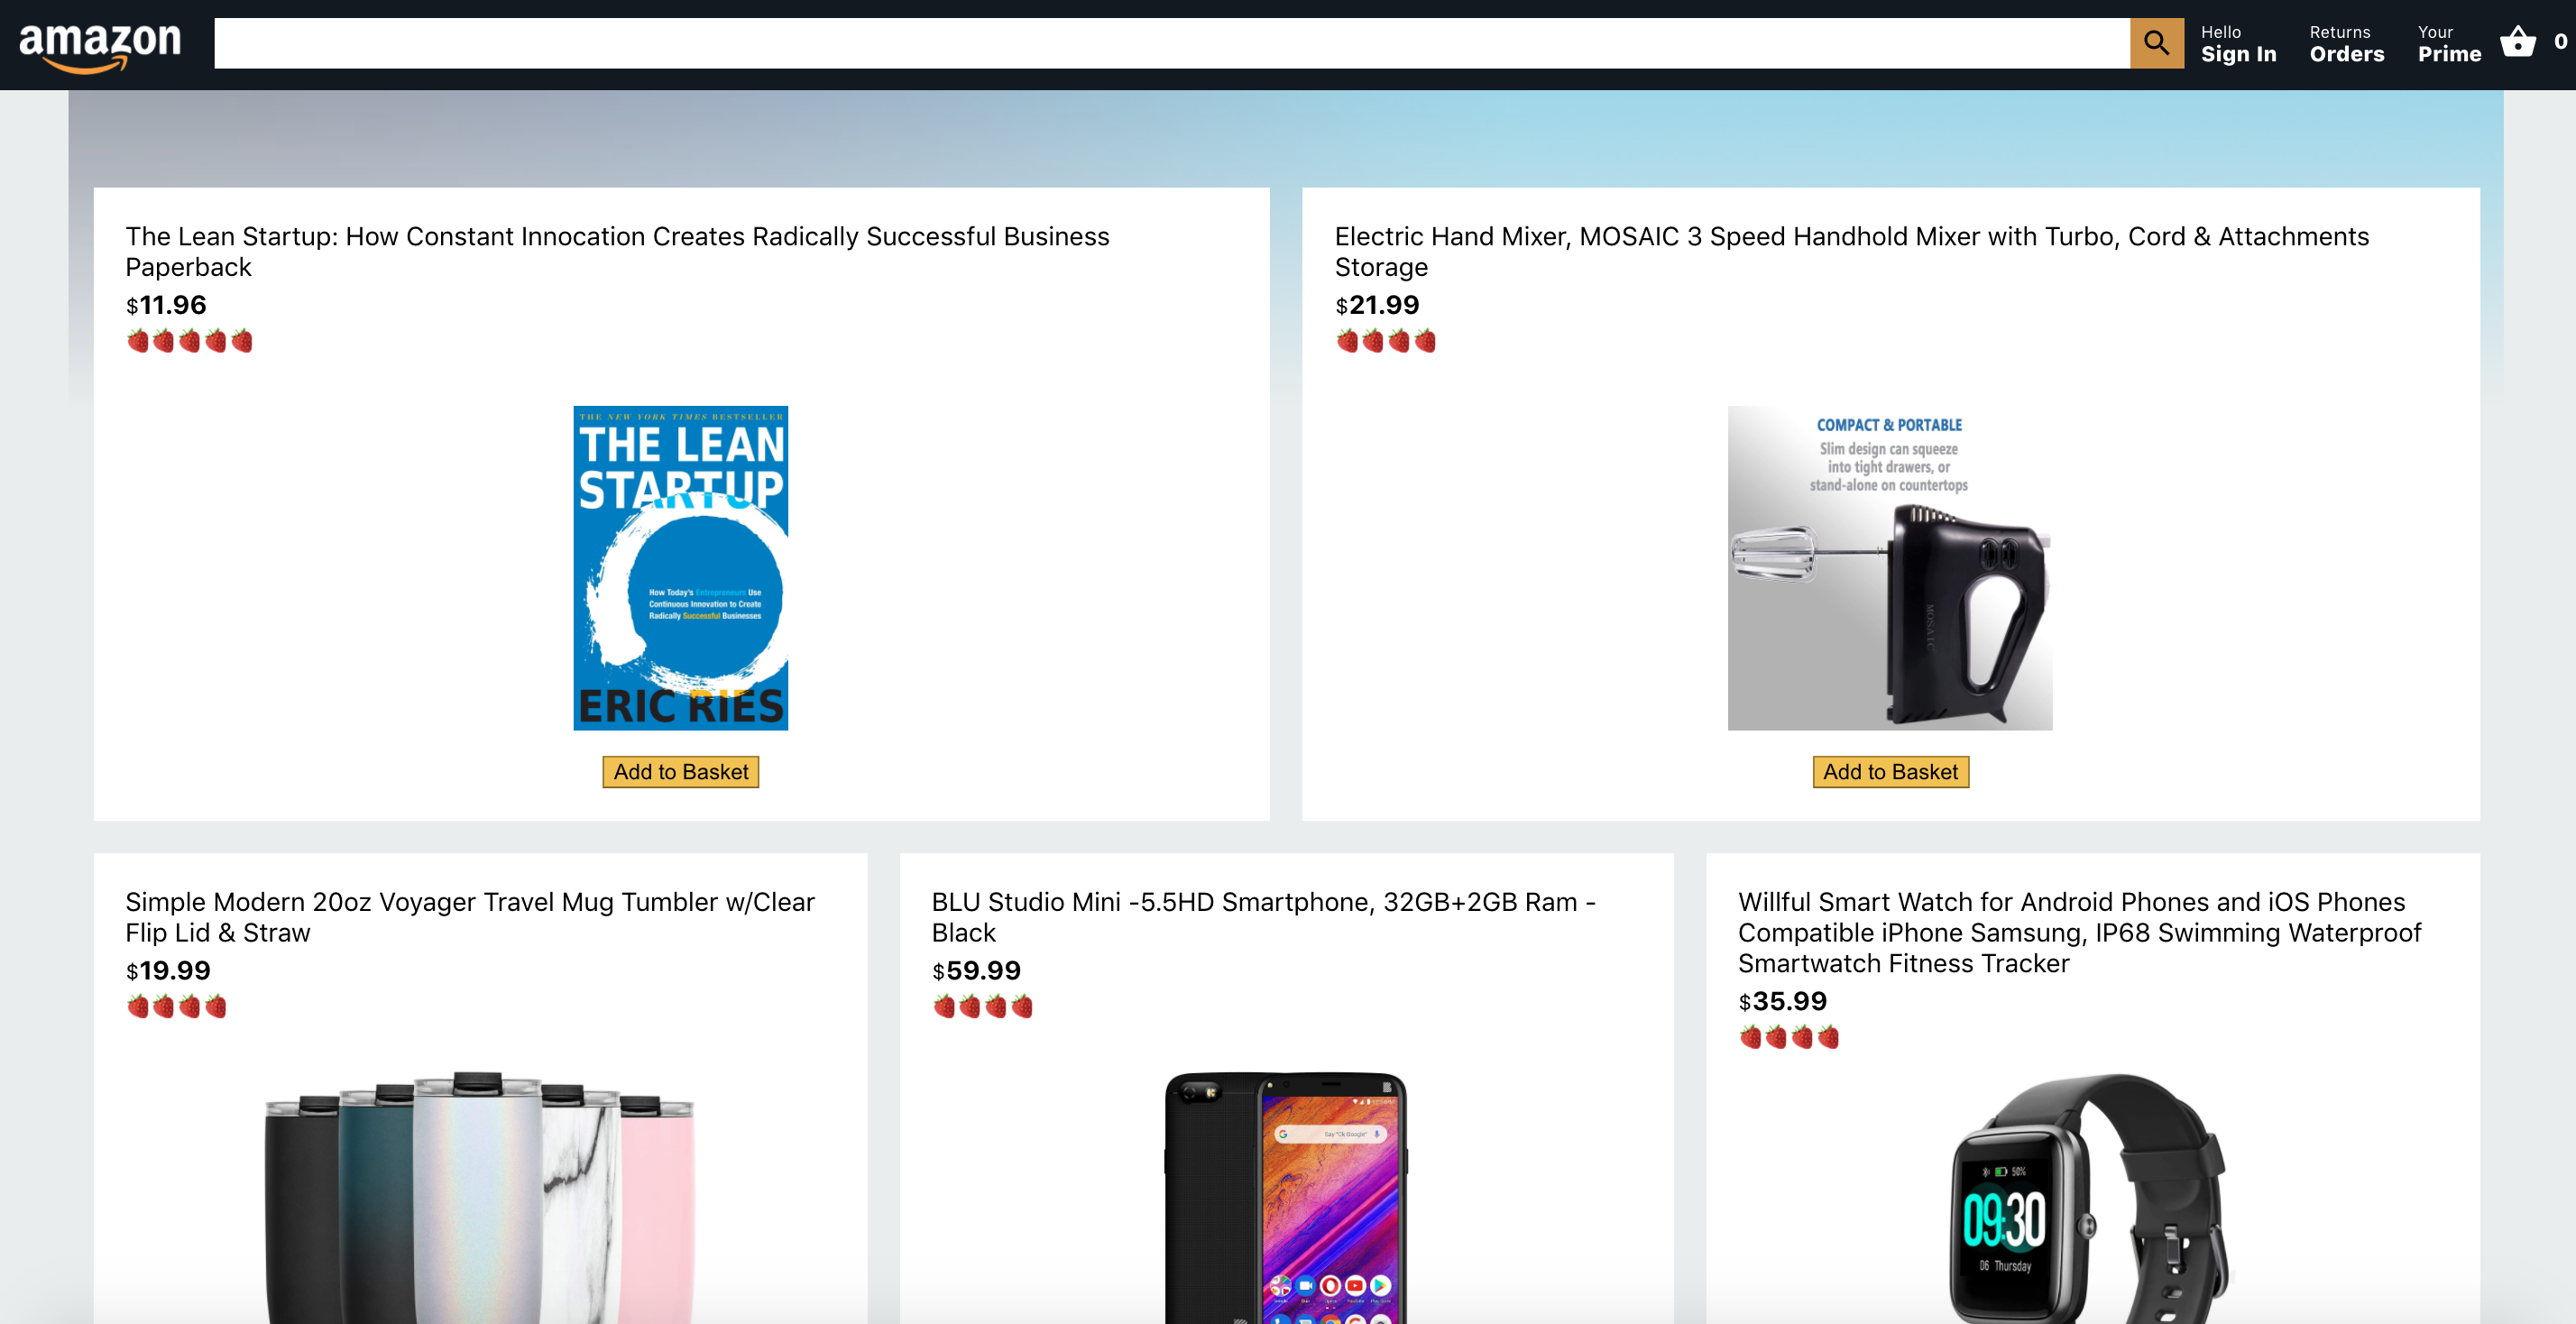 amazon
Hello
Sign In
Returns
Orders
Your
Prime
0
The Lean Startup: How Constant Innocation Creates Radically Successful Business
Paperback
$11.96
THE NEW YORK TIMES BESTSELLER
THE LEAN
STARTUP
How Today's Entrepreneurs Use
Continuous Innovation to Create
Radically Successful Businesses
ERIC RIES
Add to Basket
Electric Hand Mixer, MOSAIC 3 Speed Handhold Mixer with Turbo, Cord & Attachments
Storage
$21.99
COMPACT & PORTABLE
Slim design can squeeze
into tight drawers, or
stand-alone on countertops
MOSAIC
Add to Basket
Simple Modern 20oz Voyager Travel Mug Tumbler w/Clear
Flip Lid & Straw
$19.99
BLU Studio Mini -5.5HD Smartphone, 32GB+2GB Ram -
Black
$59.99
Say "Ok Google"
Willful Smart Watch for Android Phones and iOS Phones
Compatible iPhone Samsung, IP68 Swimming Waterproof
Smartwatch Fitness Tracker
$35.99
50%
09:30
06 Thursday